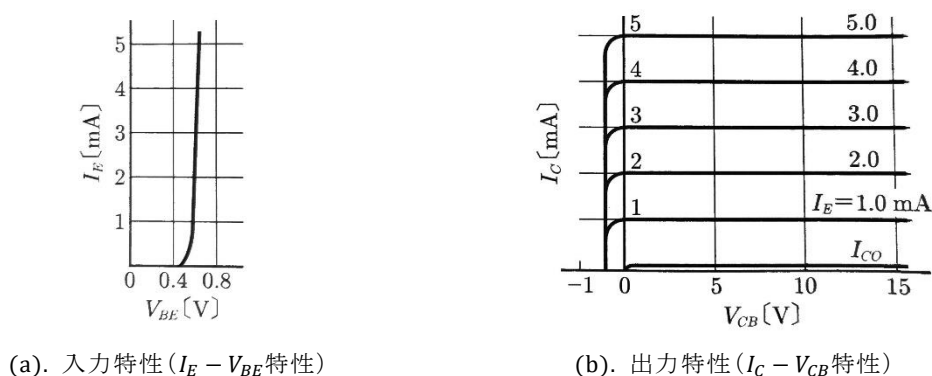 I_E [mA]
5
4
3
2
1
0 0.4 0.8
V_BE [V]
(a). 入力特性(I_E − V_BE特性)
I_C [mA]
5 5.0
4 4.0
3 3.0
2 2.0
1 I_E=1.0 mA
I_CO
−1 0 5 10 15
V_CB [V]
(b). 出力特性(I_C − V_CB特性)